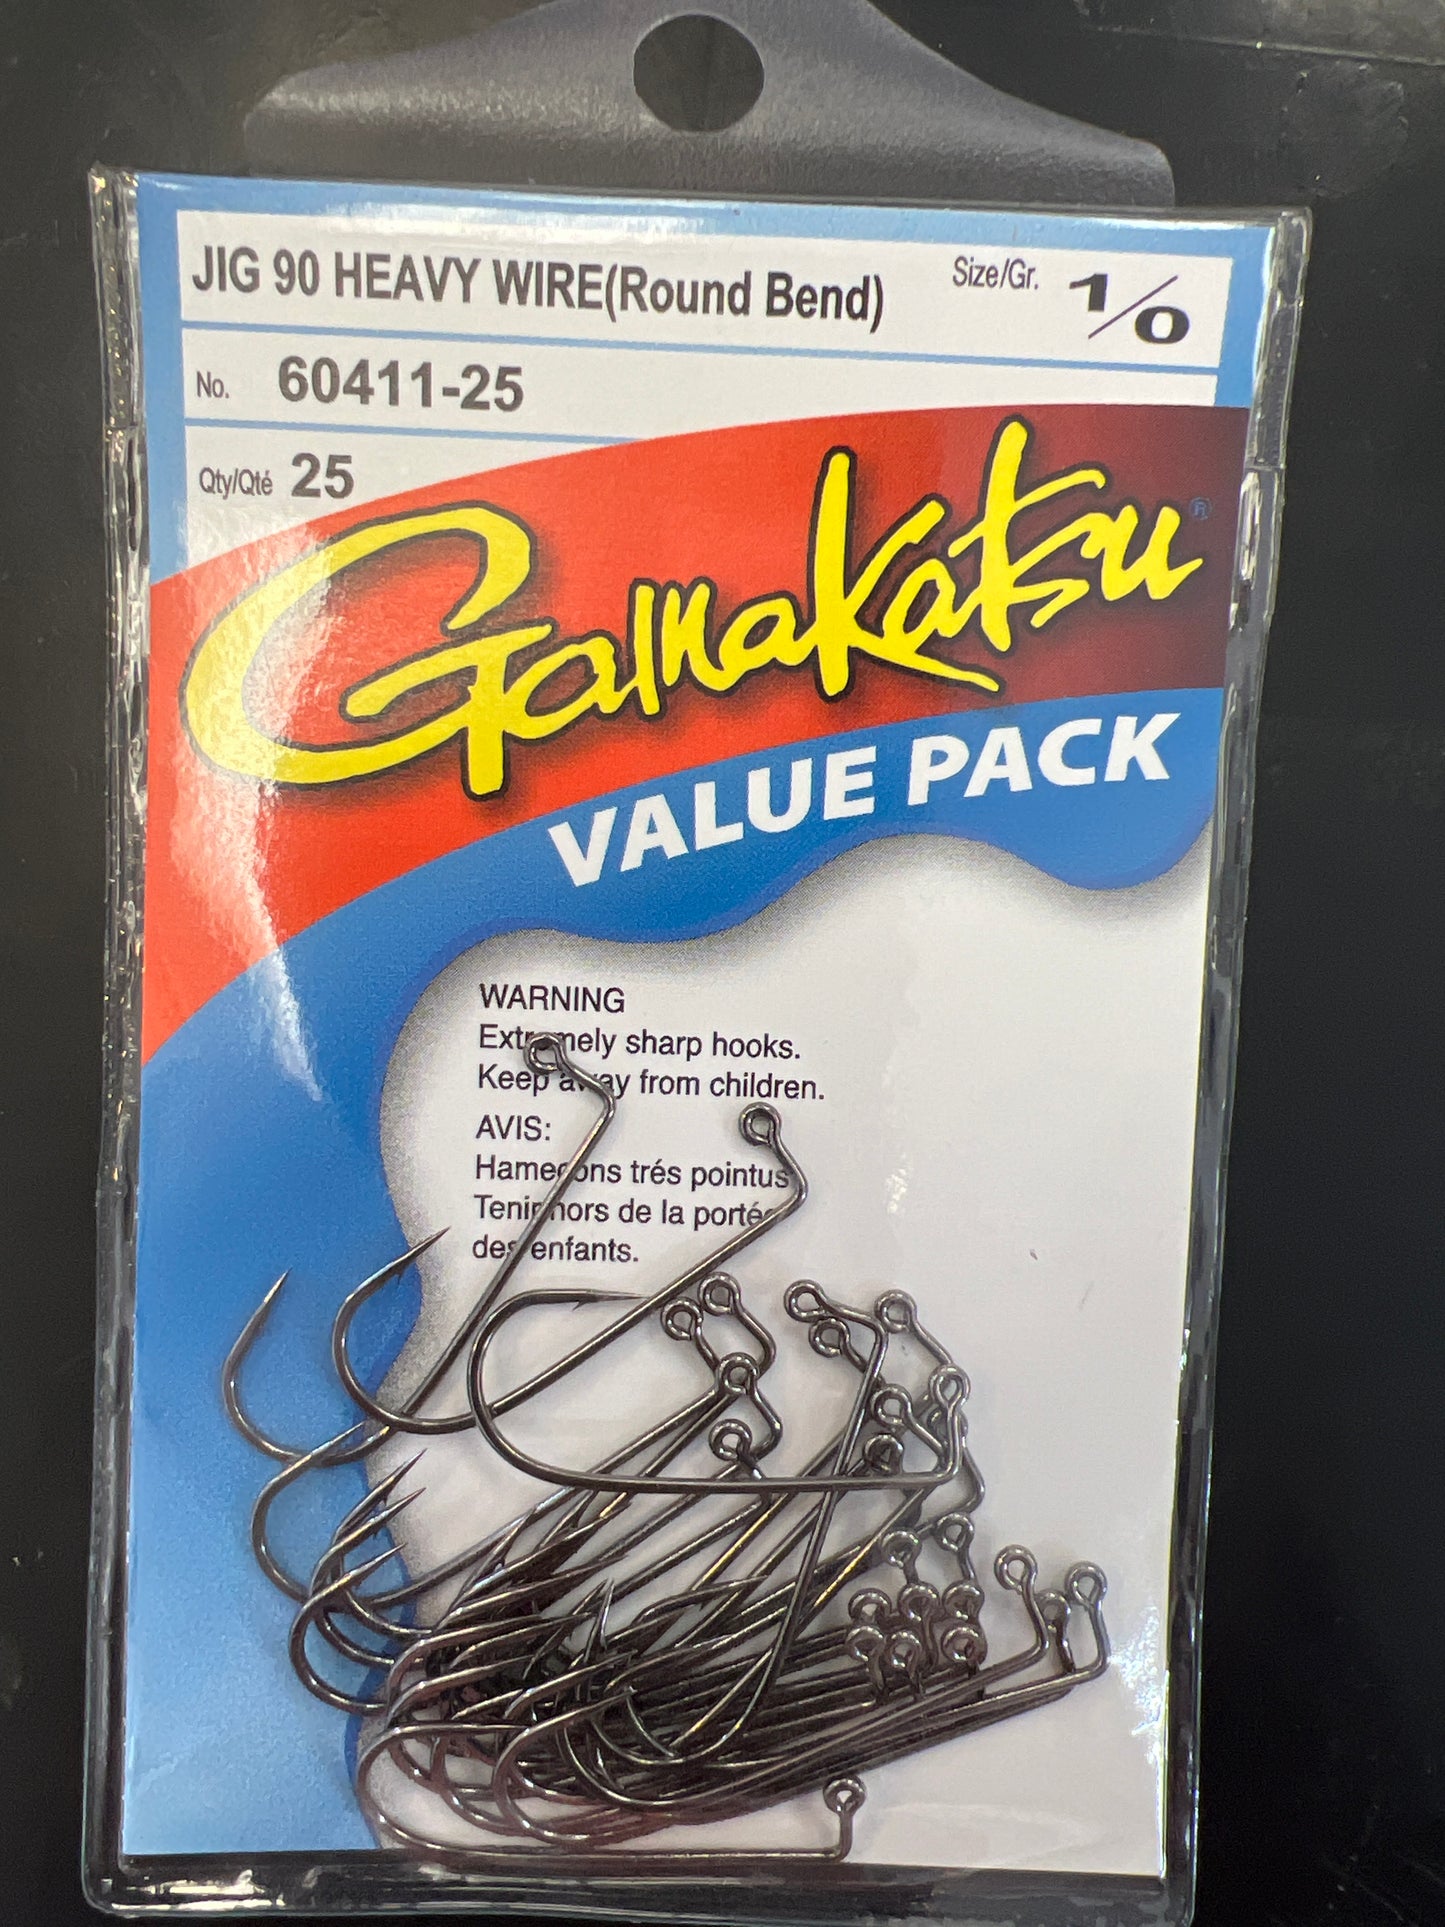 JIG 90 HEAVY WIRE(Round Bend)
Size/Gr. 1/0
No. 60411-25
Qty/Qté 25
Gamakatsu®
VALUE PACK
WARNING
Extremely sharp hooks.
Keep away from children.
AVIS:
Hameçons trés pointus
Tenir hors de la portée
des enfants.